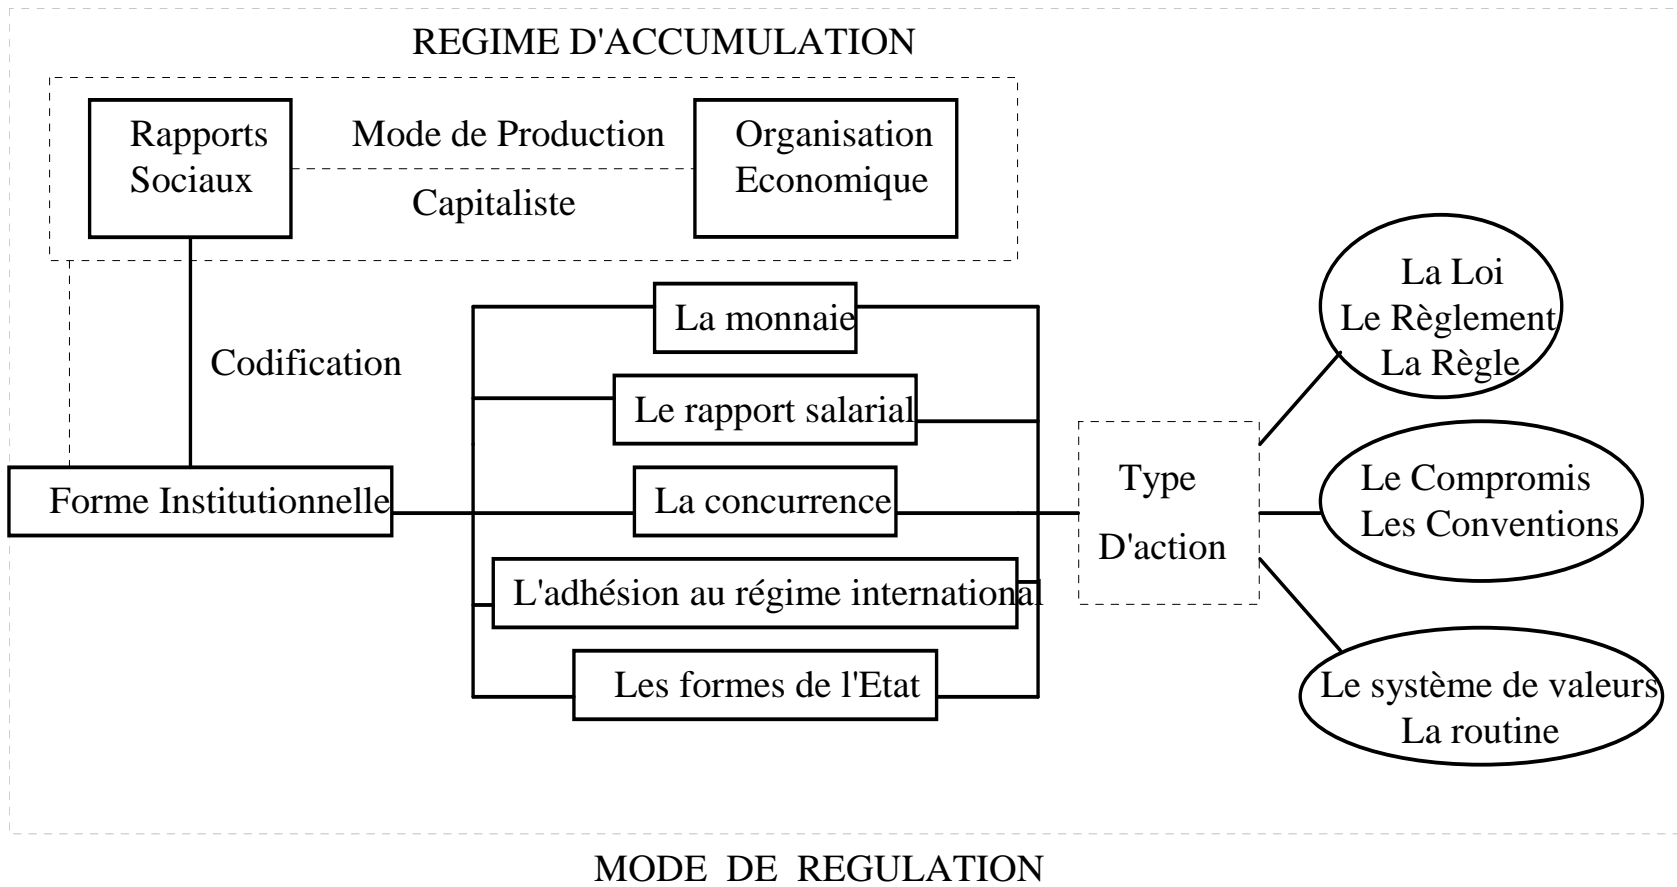 REGIME D'ACCUMULATION
Rapports
Sociaux
Mode de Production
Capitaliste
Organisation
Economique
Codification
Forme Institutionnelle
La monnaie
Le rapport salarial
La concurrence
L'adhésion au régime international
Les formes de l'Etat
Type
D'action
La Loi
Le Règlement
La Règle
Le Compromis
Les Conventions
Le système de valeurs
La routine
MODE DE REGULATION